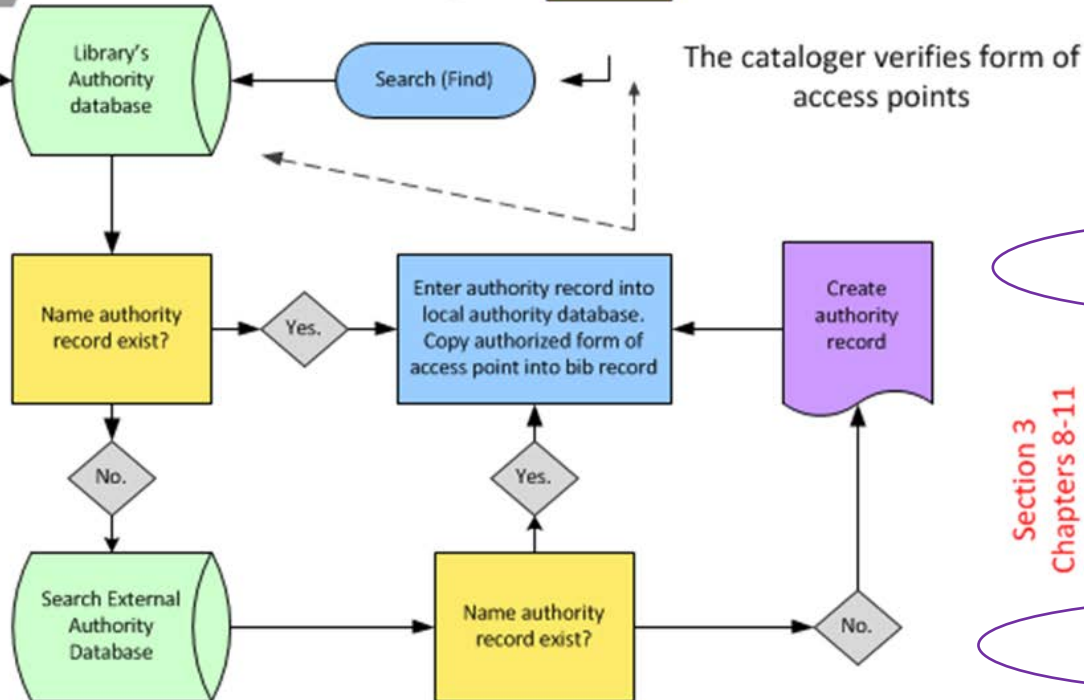 Library's
Authority
database
Search (Find)
The cataloger verifies form of
access points
Name authority
record exist?
Yes.
Enter authority record into
local authority database.
Copy authorized form of
access point into bib record
Create
authority
record
No.
Yes.
Section 3
Chapters 8-11
Search External
Authority
Database
Name authority
record exist?
No.